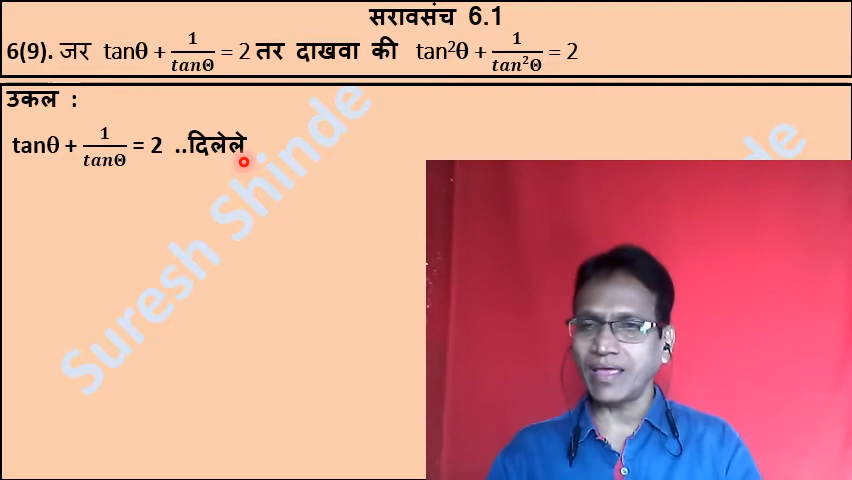 सरावसंच 6.1
6(9). जर tanθ + 1/tanΘ = 2 तर दाखवा की tan²θ + 1/tan²Θ = 2
उकल :
tanθ + 1/tanΘ = 2 ..दिलेले
Suresh Shinde
de